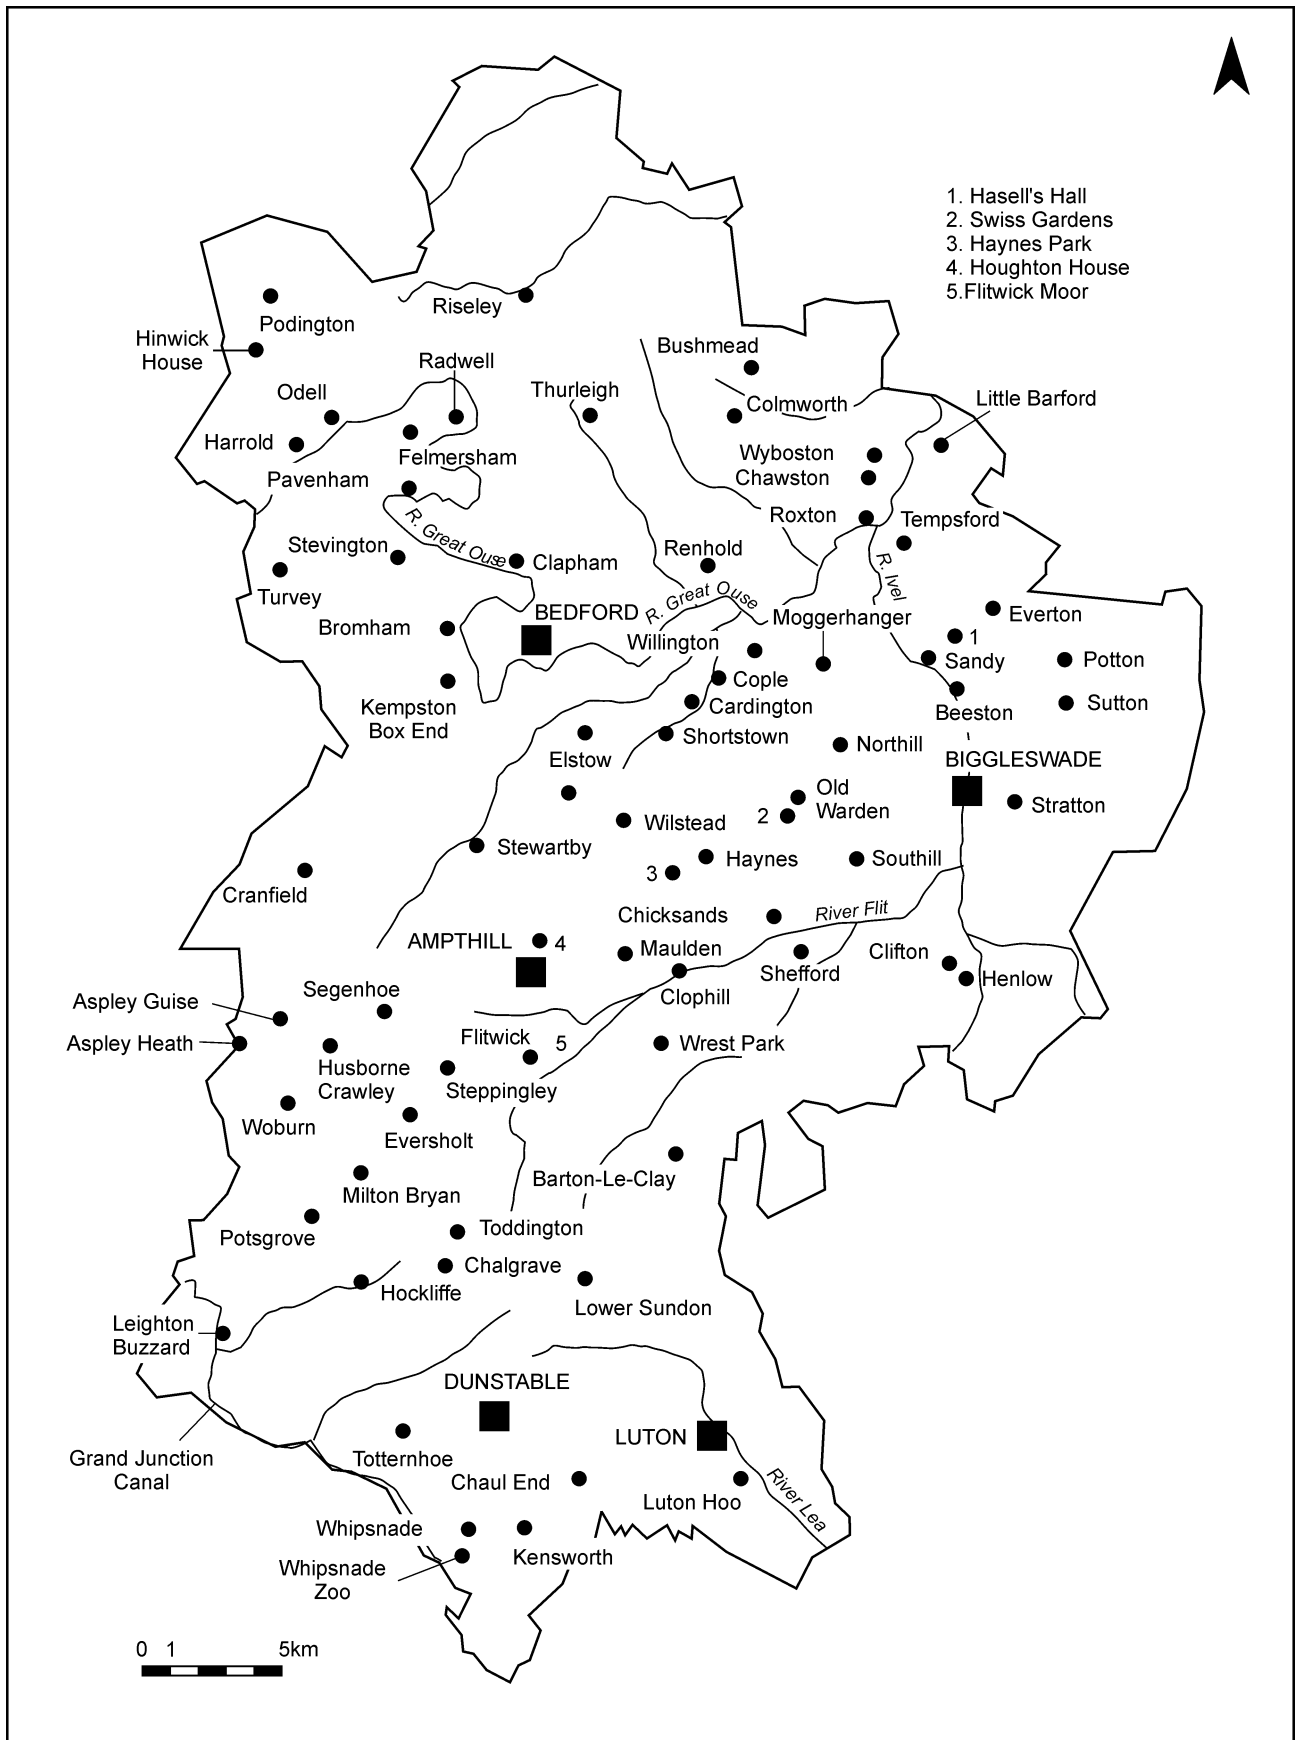 1. Hasell's Hall
2. Swiss Gardens
3. Haynes Park
4. Houghton House
5.Flitwick Moor
Riseley
Podington
Hinwick
House
Bushmead
Radwell
Thurleigh
Odell
Colmworth
Little Barford
Harrold
Felmersham
Wyboston
Chawston
Pavenham
Roxton
Tempsford
R. Great Ouse
Stevington
Clapham
Renhold
R. Ivel
Turvey
R. Great Ouse
BEDFORD
Moggerhanger
Everton
Bromham
Willington
1
Sandy
Potton
Cople
Kempston
Box End
Cardington
Beeston
Sutton
Shortstown
Northill
Elstow
BIGGLESWADE
Old
Warden
2
Stratton
Wilstead
Stewartby
Haynes
Southill
3
Cranfield
Chicksands
River Flit
AMPTHILL
4
Maulden
Shefford
Clifton
Henlow
Segenhoe
Clophill
Aspley Guise
Flitwick
5
Wrest Park
Aspley Heath
Husborne
Crawley
Steppingley
Woburn
Eversholt
Barton-Le-Clay
Milton Bryan
Potsgrove
Toddington
Chalgrave
Hockliffe
Lower Sundon
Leighton
Buzzard
DUNSTABLE
LUTON
Grand Junction
Canal
Totternhoe
Chaul End
Luton Hoo
River Lea
Whipsnade
Kensworth
Whipsnade
Zoo
0 1 5km